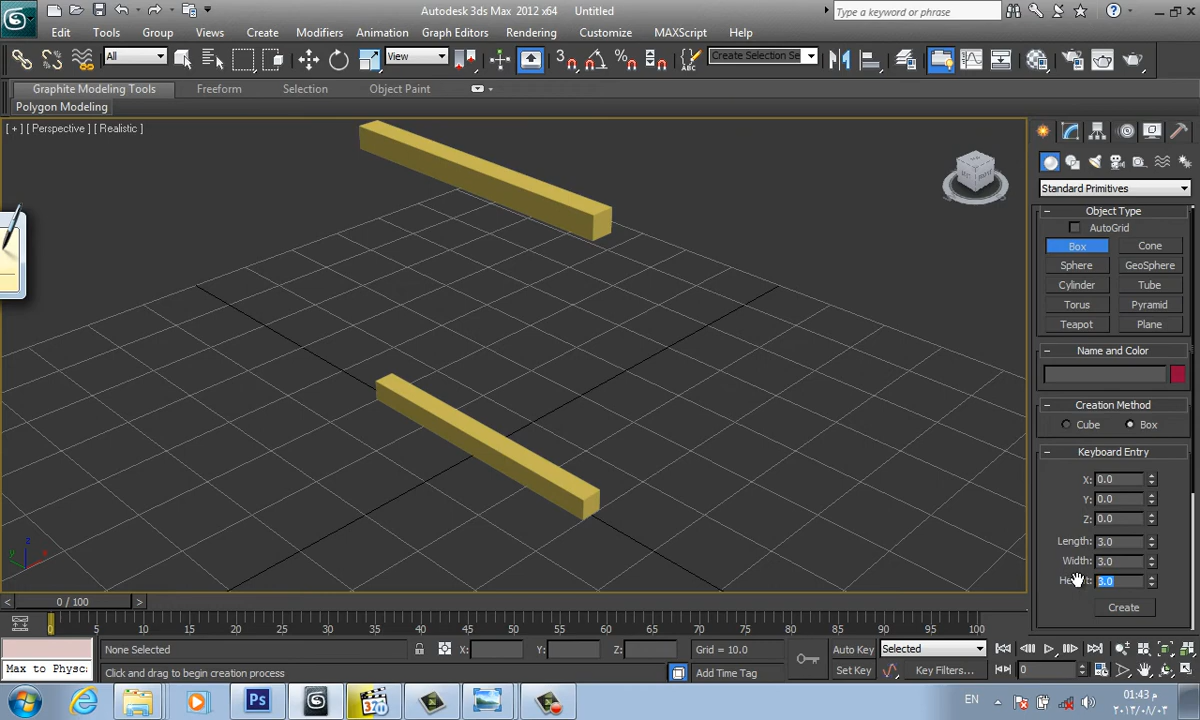 Autodesk 3ds Max 2012 x64 Untitled
Type a keyword or phrase
Edit Tools Group Views Create Modifiers Animation Graph Editors Rendering Customize MAXScript Help
All View 3 Create Selection Se
Graphite Modeling Tools Freeform Selection Object Paint
Polygon Modeling
[ + ] [ Perspective ] [ Realistic ]
Standard Primitives
Object Type
AutoGrid
Box Cone
Sphere GeoSphere
Cylinder Tube
Torus Pyramid
Teapot Plane
Name and Color
Creation Method
Cube Box
Keyboard Entry
X: 0.0
Y: 0.0
Z: 0.0
Length: 3.0
Width: 3.0
3.0
Create
z
x
y
< 0 / 100 >
0 5 10 15 20 25 30 35 40 45 50 55 60 65 70 75 80 85 90 95 100
None Selected X: Y: Z: Grid = 10.0 Auto Key Selected
Max to Physc: Click and drag to begin creation process Add Time Tag Set Key Key Filters... 0
Ps 321 EN
01:43 م
٢٠١٣/٠٨/٠٣